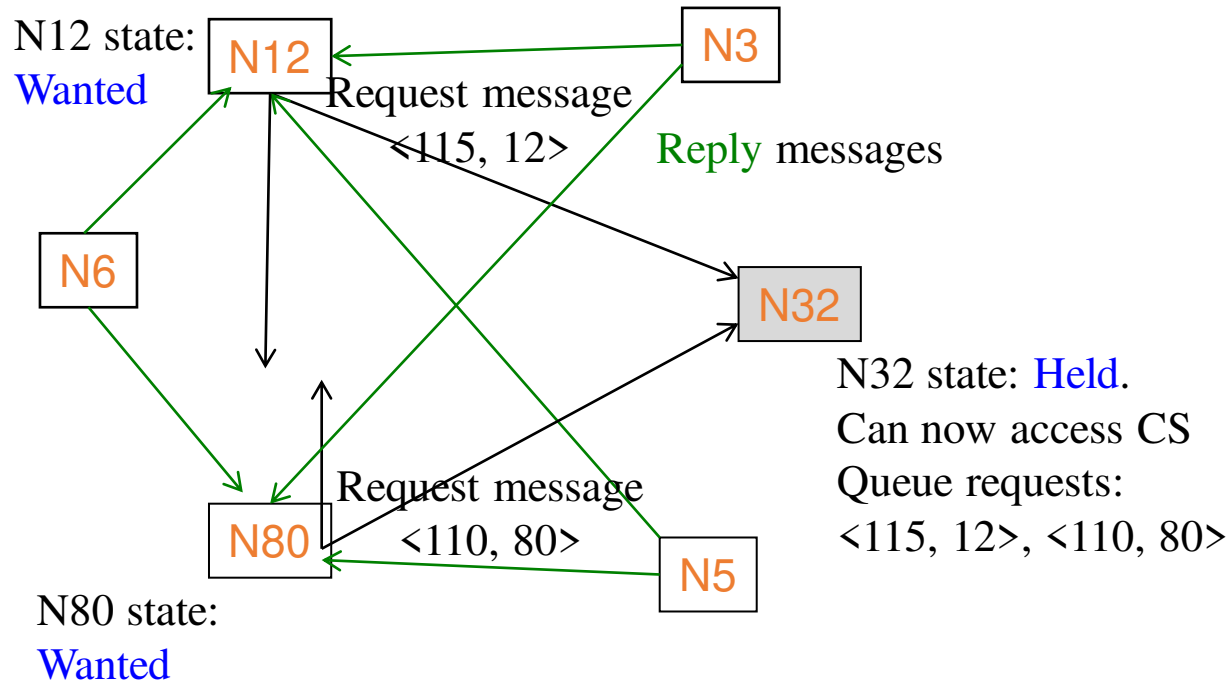 N12 state:
Wanted
N12
N3
Request message
<115, 12>
Reply messages
N6
N32
N32 state: Held.
Can now access CS
Queue requests:
<115, 12>, <110, 80>
Request message
<110, 80>
N80
N5
N80 state:
Wanted